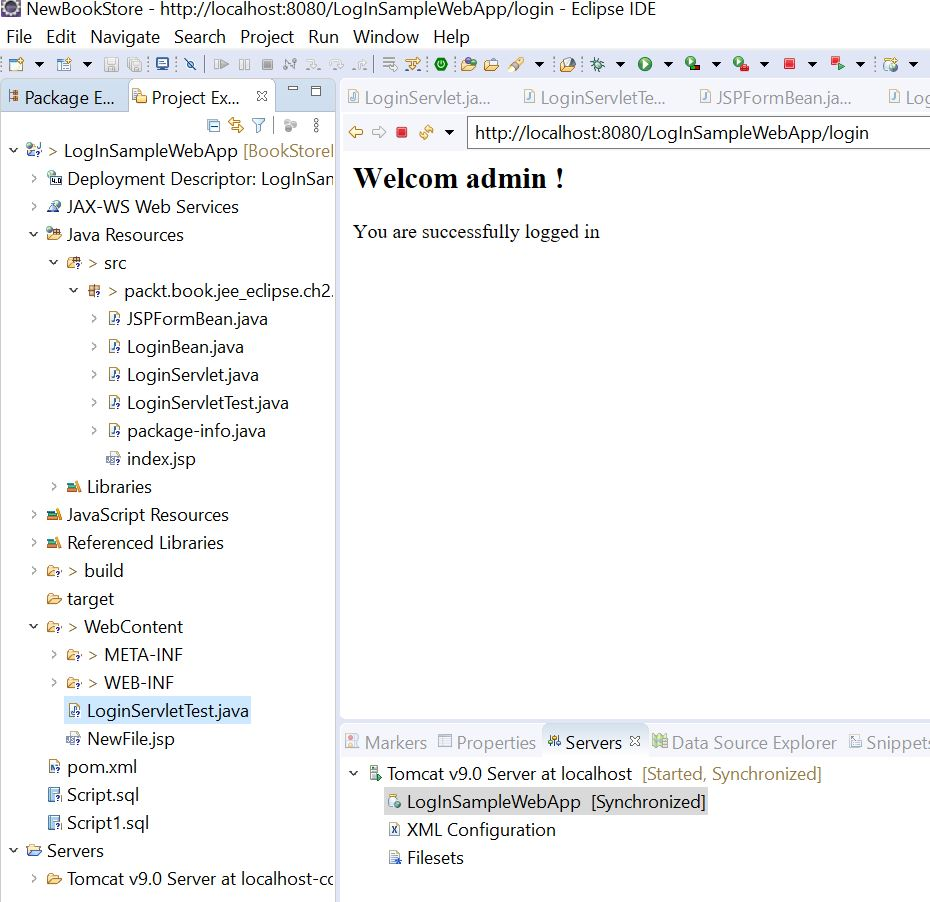 NewBookStore - http://localhost:8080/LogInSampleWebApp/login - Eclipse IDE
File Edit Navigate Search Project Run Window Help
Package E... Project Ex...
LogInSampleWebApp [BookStore
Deployment Descriptor: LogInSan
JAX-WS Web Services
Java Resources
> src
> packt.book.jee_eclipse.ch2.
JSPFormBean.java
LoginBean.java
LoginServlet.java
LoginServletTest.java
package-info.java
index.jsp
Libraries
JavaScript Resources
Referenced Libraries
> build
target
> WebContent
> META-INF
> WEB-INF
LoginServletTest.java
NewFile.jsp
pom.xml
Script.sql
Script1.sql
Servers
Tomcat v9.0 Server at localhost-cc
LoginServlet.ja... LoginServletTe... JSPFormBean.ja... Log
http://localhost:8080/LogInSampleWebApp/login
Welcom admin !
You are successfully logged in
Markers Properties Servers Data Source Explorer Snippets
Tomcat v9.0 Server at localhost [Started, Synchronized]
LogInSampleWebApp [Synchronized]
XML Configuration
Filesets